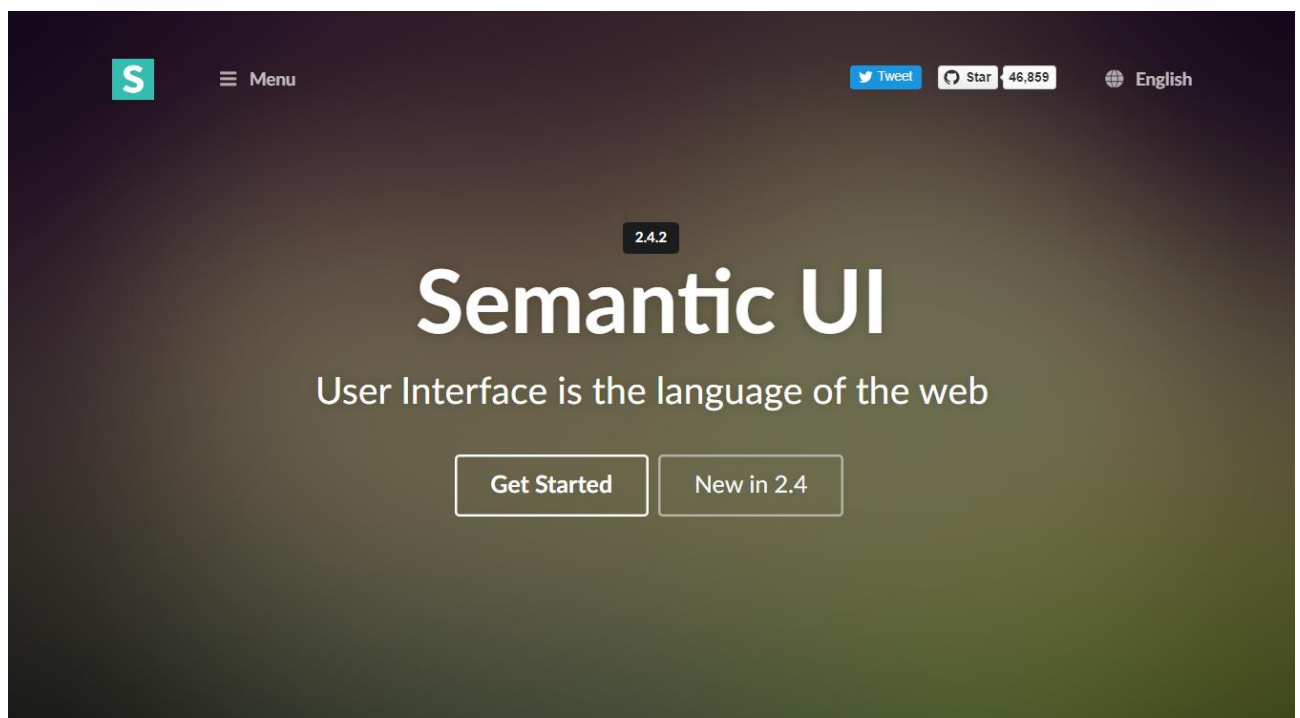 S Menu Tweet Star 46,859 English
2.4.2
Semantic UI
User Interface is the language of the web
Get Started New in 2.4